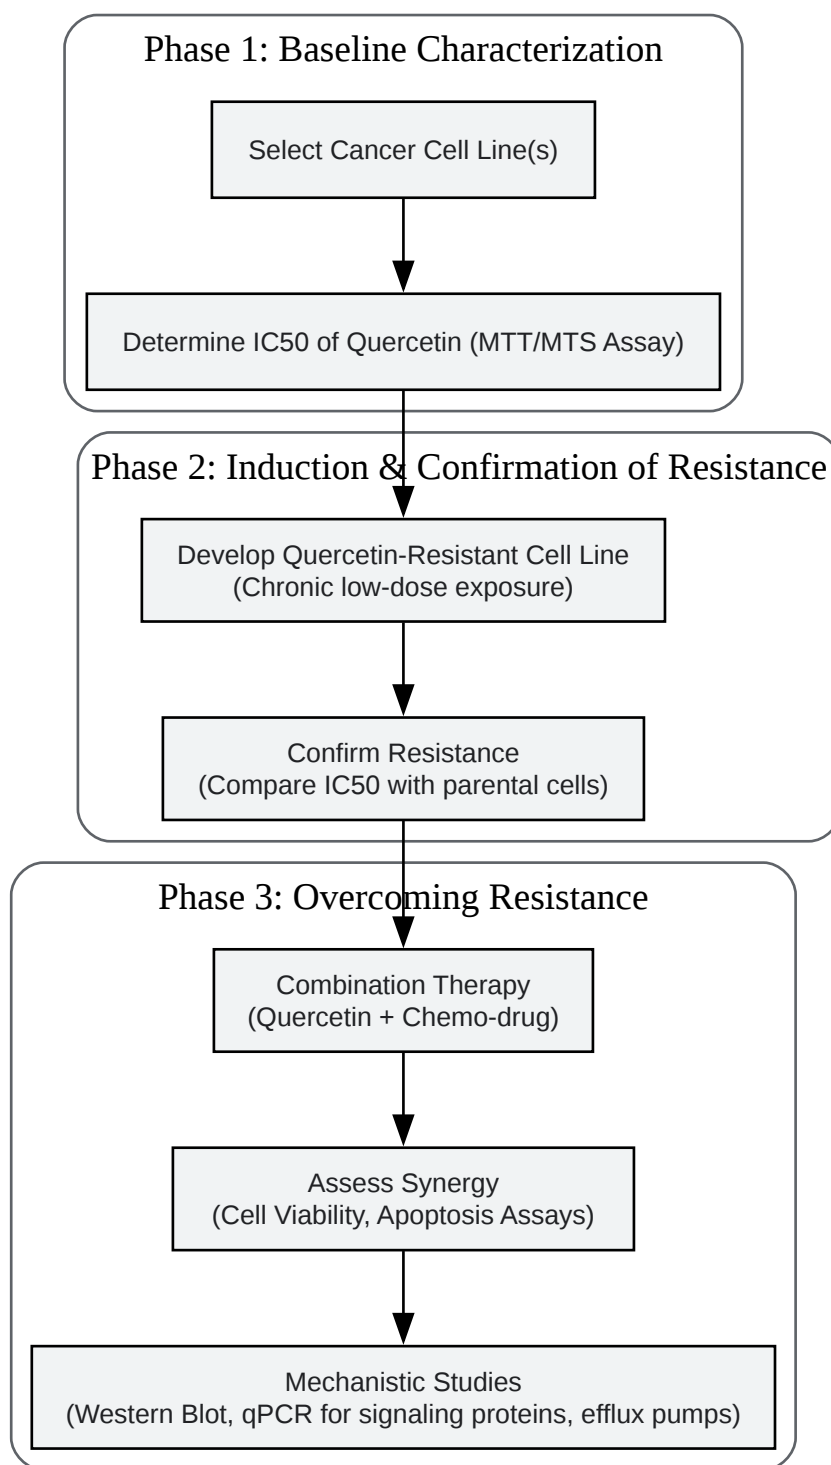 Phase 1: Baseline Characterization
Select Cancer Cell Line(s)
Determine IC50 of Quercetin (MTT/MTS Assay)
Phase 2: Induction & Confirmation of Resistance
Develop Quercetin-Resistant Cell Line
(Chronic low-dose exposure)
Confirm Resistance
(Compare IC50 with parental cells)
Phase 3: Overcoming Resistance
Combination Therapy
(Quercetin + Chemo-drug)
Assess Synergy
(Cell Viability, Apoptosis Assays)
Mechanistic Studies
(Western Blot, qPCR for signaling proteins, efflux pumps)